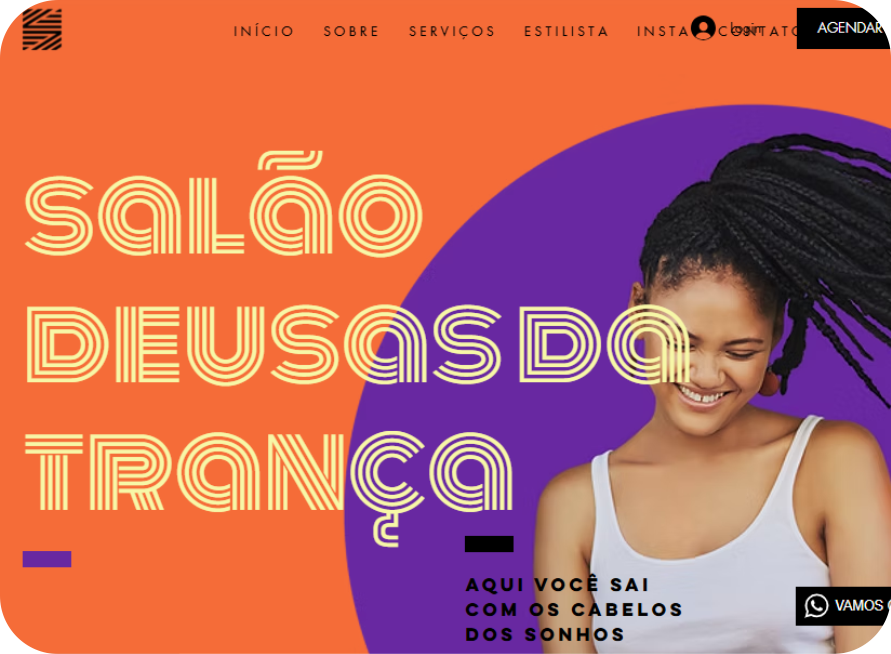 INÍCIO SOBRE SERVIÇOS ESTILISTA INSTA CONTATO Login AGENDAR
SALÃO
DEUSAS DA
TRANÇA
AQUI VOCÊ SAI
COM OS CABELOS
DOS SONHOS
VAMOS